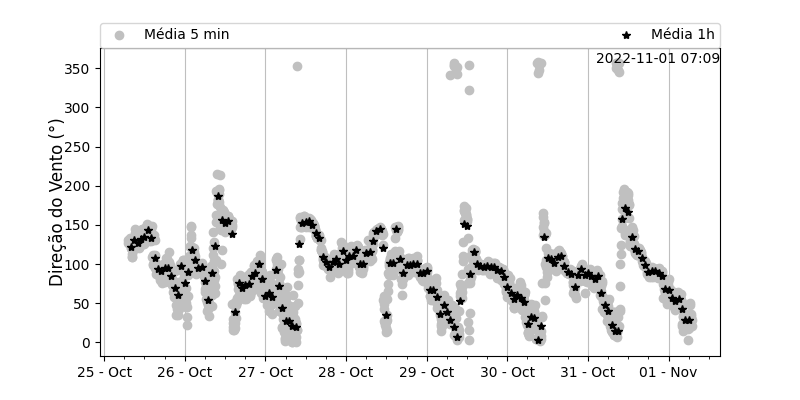 Média 5 min
Média 1h
2022-11-01 07:09
Direção do Vento (°)
350
300
250
200
150
100
50
0
25 - Oct
26 - Oct
27 - Oct
28 - Oct
29 - Oct
30 - Oct
31 - Oct
01 - Nov